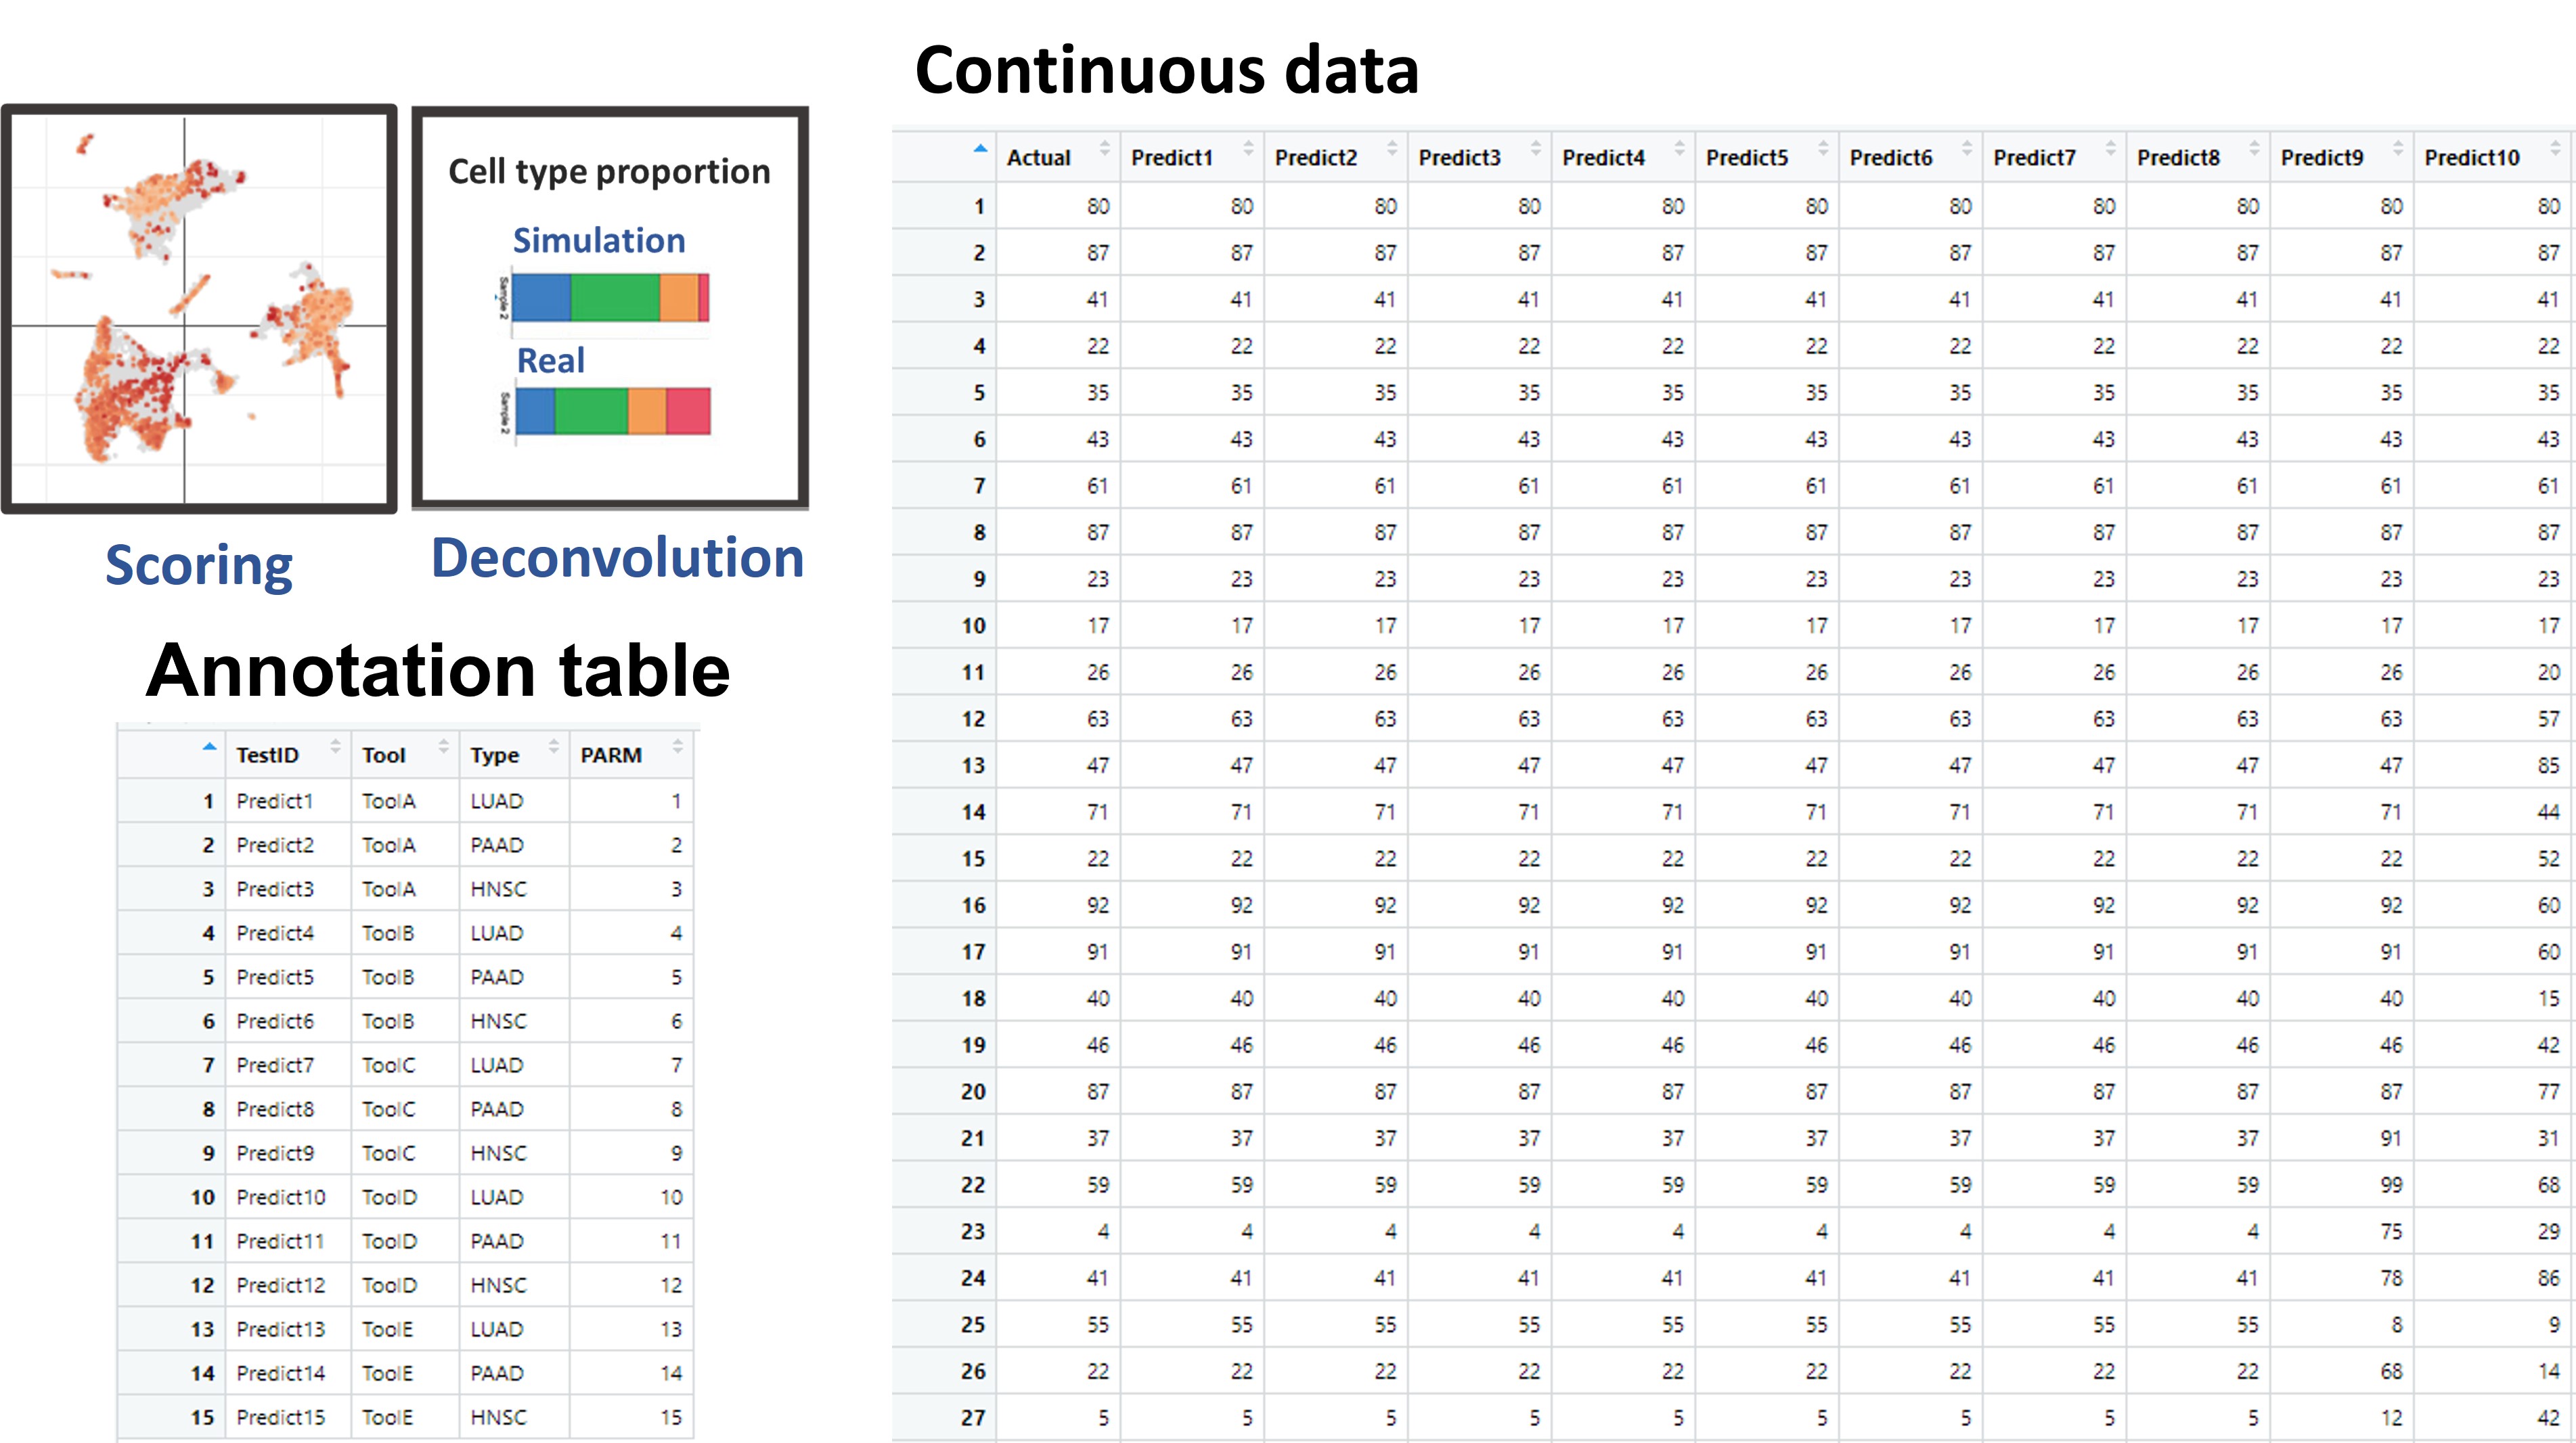 Continuous data
Cell type proportion
Simulation
Sample 2
Real
Sample 2
Scoring
Deconvolution
Annotation table
TestID Tool Type PARM
1 Predict1 ToolA LUAD 1
2 Predict2 ToolA PAAD 2
3 Predict3 ToolA HNSC 3
4 Predict4 ToolB LUAD 4
5 Predict5 ToolB PAAD 5
6 Predict6 ToolB HNSC 6
7 Predict7 ToolC LUAD 7
8 Predict8 ToolC PAAD 8
9 Predict9 ToolC HNSC 9
10 Predict10 ToolD LUAD 10
11 Predict11 ToolD PAAD 11
12 Predict12 ToolD HNSC 12
13 Predict13 ToolE LUAD 13
14 Predict14 ToolE PAAD 14
15 Predict15 ToolE HNSC 15
Actual Predict1 Predict2 Predict3 Predict4 Predict5 Predict6 Predict7 Predict8 Predict9 Predict10
1 80 80 80 80 80 80 80 80 80 80 80
2 87 87 87 87 87 87 87 87 87 87 87
3 41 41 41 41 41 41 41 41 41 41 41
4 22 22 22 22 22 22 22 22 22 22 22
5 35 35 35 35 35 35 35 35 35 35 35
6 43 43 43 43 43 43 43 43 43 43 43
7 61 61 61 61 61 61 61 61 61 61 61
8 87 87 87 87 87 87 87 87 87 87 87
9 23 23 23 23 23 23 23 23 23 23 23
10 17 17 17 17 17 17 17 17 17 17 17
11 26 26 26 26 26 26 26 26 26 26 20
12 63 63 63 63 63 63 63 63 63 63 57
13 47 47 47 47 47 47 47 47 47 47 85
14 71 71 71 71 71 71 71 71 71 71 44
15 22 22 22 22 22 22 22 22 22 22 52
16 92 92 92 92 92 92 92 92 92 92 60
17 91 91 91 91 91 91 91 91 91 91 60
18 40 40 40 40 40 40 40 40 40 40 15
19 46 46 46 46 46 46 46 46 46 46 42
20 87 87 87 87 87 87 87 87 87 87 77
21 37 37 37 37 37 37 37 37 37 91 31
22 59 59 59 59 59 59 59 59 59 99 68
23 4 4 4 4 4 4 4 4 4 75 29
24 41 41 41 41 41 41 41 41 41 78 86
25 55 55 55 55 55 55 55 55 55 8 9
26 22 22 22 22 22 22 22 22 22 68 14
27 5 5 5 5 5 5 5 5 5 12 42